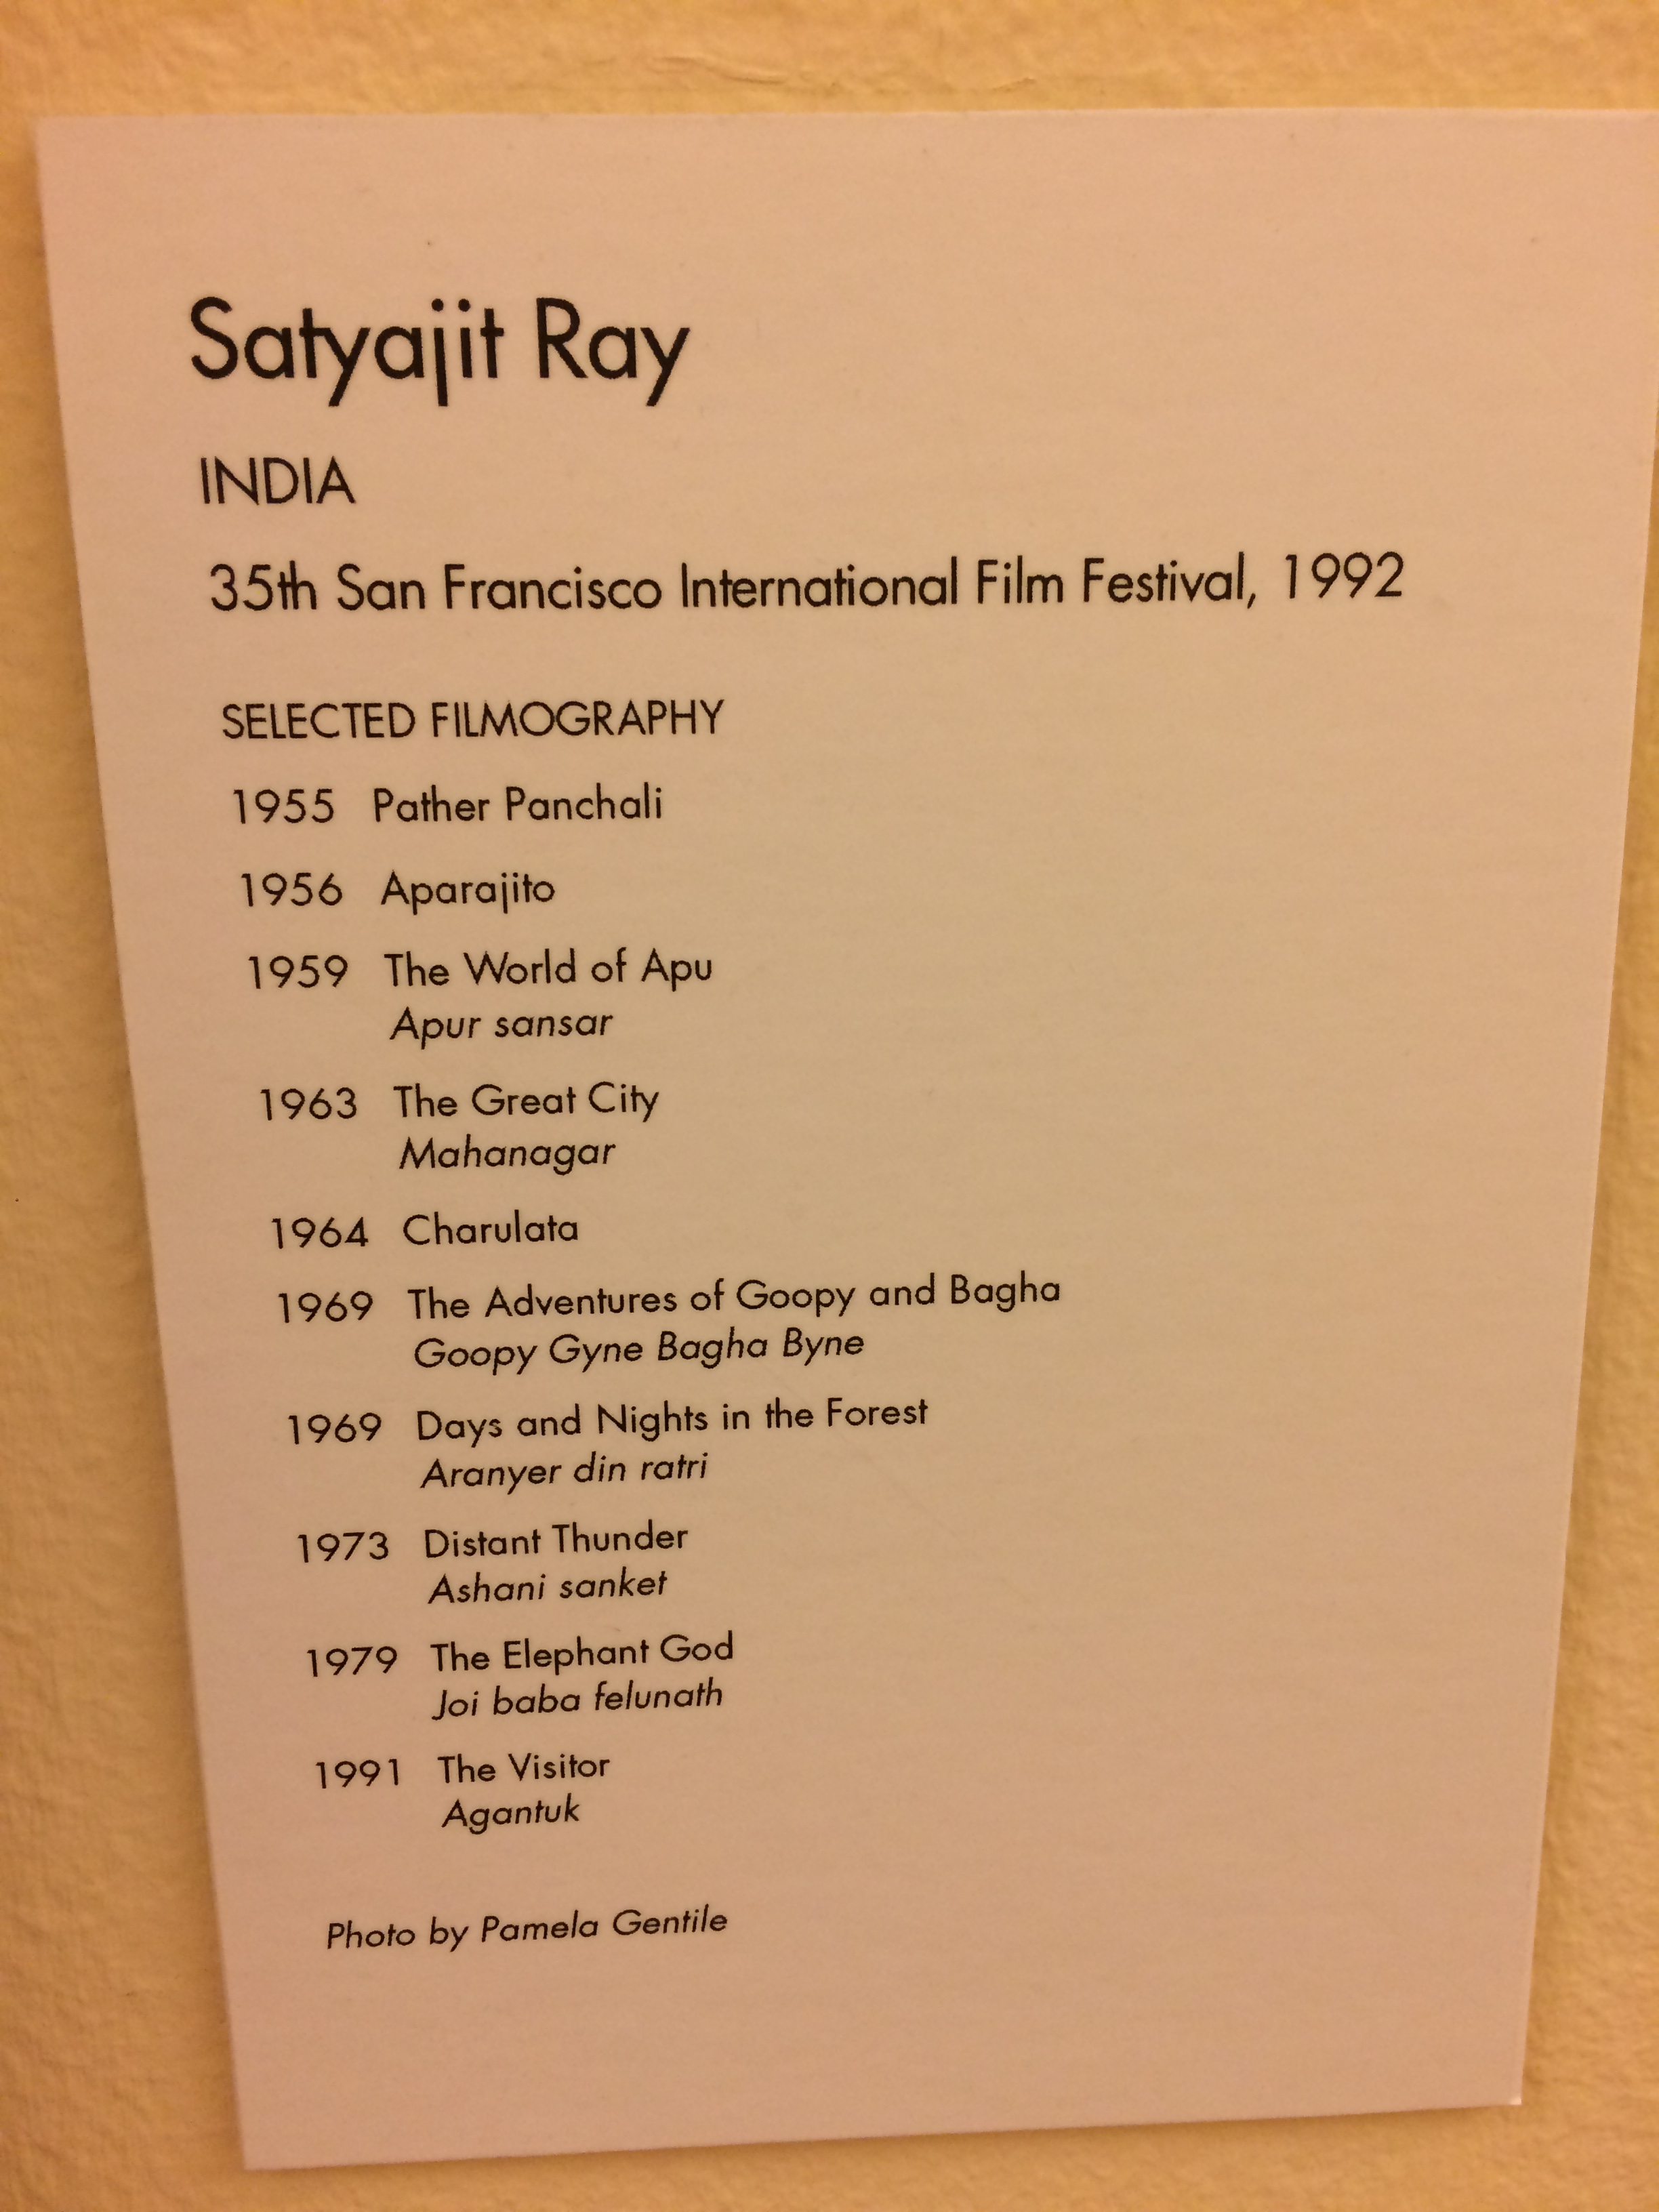 Satyajit Ray
INDIA
35th San Francisco International Film Festival, 1992
SELECTED FILMOGRAPHY
1955 Pather Panchali
1956 Aparajito
1959 The World of Apu
Apur sansar
1963 The Great City
Mahanagar
1964 Charulata
1969 The Adventures of Goopy and Bagha
Goopy Gyne Bagha Byne
1969 Days and Nights in the Forest
Aranyer din ratri
1973 Distant Thunder
Ashani sanket
1979 The Elephant God
Joi baba felunath
1991 The Visitor
Agantuk
Photo by Pamela Gentile